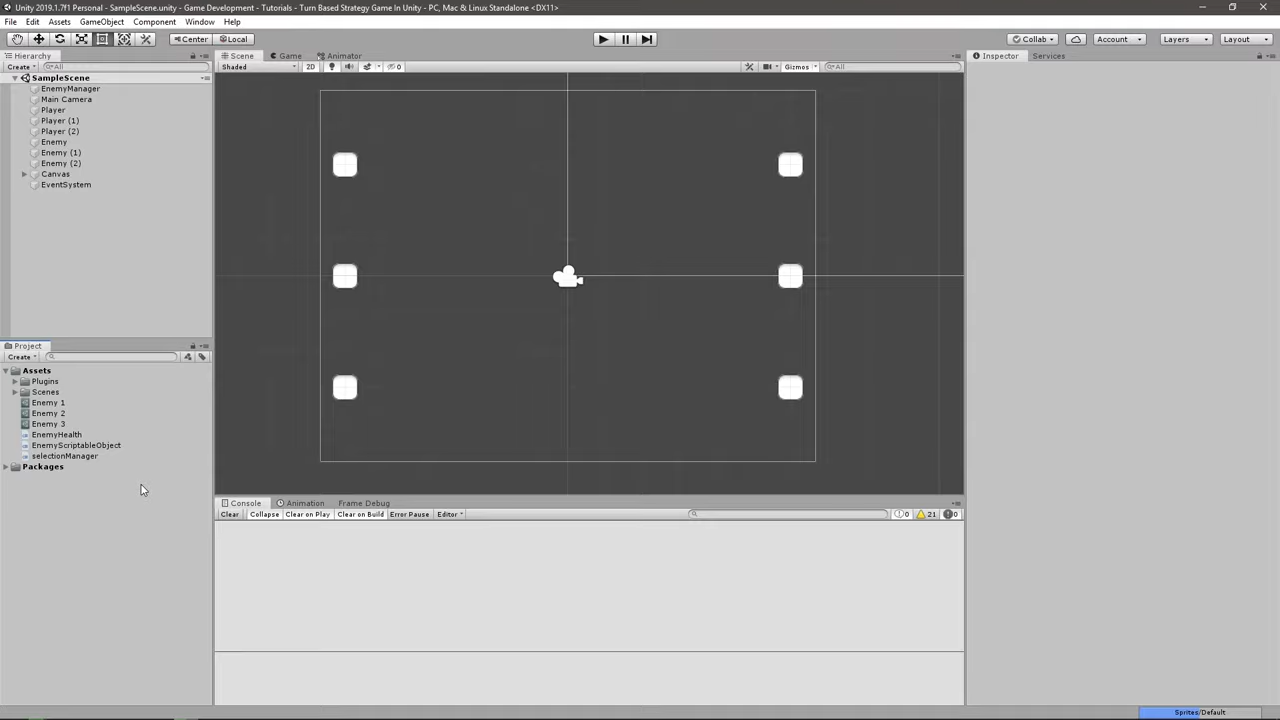 Unity 2019.1.7f1 Personal - SampleScene.unity - Game Development - Tutorials - Turn Based Strategy Game In Unity - PC, Mac & Linux Standalone <DX11>
File Edit Assets GameObject Component Window Help
Center Local Collab Account Layers Layout
Hierarchy Scene Game Animator Inspector Services
Create All Shaded 2D 0 Gizmos All
SampleScene
EnemyManager
Main Camera
Player
Player (1)
Player (2)
Enemy
Enemy (1)
Enemy (2)
Canvas
EventSystem
Project
Create
Assets
Plugins
Scenes
Enemy 1
Enemy 2
Enemy 3
EnemyHealth
EnemyScriptableObject
selectionManager
Packages
Console Animation Frame Debug
Clear Collapse Clear on Play Clear on Build Error Pause Editor 0 21 0
Sprites/Default